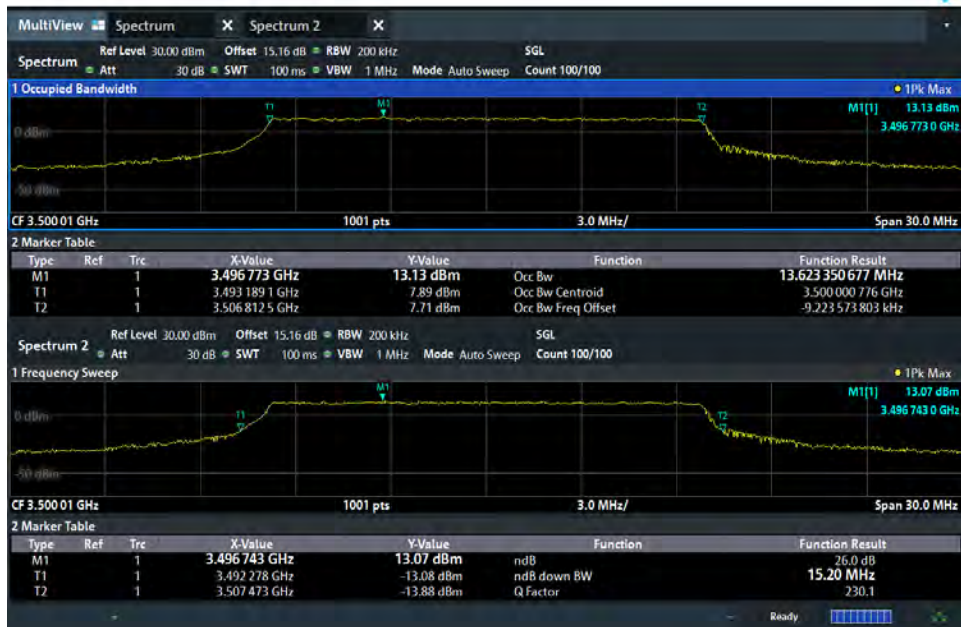 MultiView Spectrum X Spectrum 2 X
Spectrum Ref Level 30.00 dBm Offset 15.16 dB RBW 200 kHz SGL
Att 30 dB SWT 100 ms VBW 1 MHz Mode Auto Sweep Count 100/100
1 Occupied Bandwidth 1Pk Max
T1 M1 T2 M1[1] 13.13 dBm
0 dBm 3.496 773 0 GHz
-50 dBm
CF 3.500 01 GHz 1001 pts 3.0 MHz/ Span 30.0 MHz
2 Marker Table
Type Ref Trc X-Value Y-Value Function Function Result
M1 1 3.496 773 GHz 13.13 dBm Occ Bw 13.623 350 677 MHz
T1 1 3.493 189 1 GHz 7.89 dBm Occ Bw Centroid 3.500 000 776 GHz
T2 1 3.506 812 5 GHz 7.71 dBm Occ Bw Freq Offset -9.223 573 803 kHz
Spectrum 2 Ref Level 30.00 dBm Offset 15.16 dB RBW 200 kHz SGL
Att 30 dB SWT 100 ms VBW 1 MHz Mode Auto Sweep Count 100/100
1 Frequency Sweep 1Pk Max
M1 M1[1] 13.07 dBm
0 dBm T1 T2 3.496 743 0 GHz
-50 dBm
CF 3.500 01 GHz 1001 pts 3.0 MHz/ Span 30.0 MHz
2 Marker Table
Type Ref Trc X-Value Y-Value Function Function Result
M1 1 3.496 743 GHz 13.07 dBm ndB 26.0 dB
T1 1 3.492 278 GHz -13.08 dBm ndB down BW 15.20 MHz
T2 1 3.507 473 GHz -13.88 dBm Q Factor 230.1
Ready